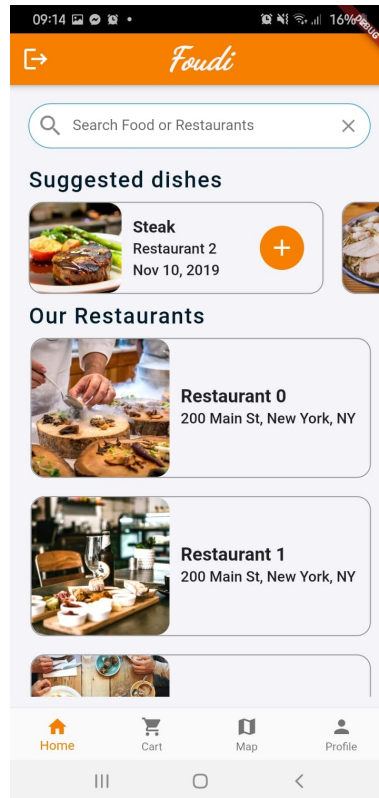 09:14
16%
DEBUG
Foudi
Search Food or Restaurants
Suggested dishes
Steak
Restaurant 2
Nov 10, 2019
Our Restaurants
Restaurant 0
200 Main St, New York, NY
Restaurant 1
200 Main St, New York, NY
Home
Cart
Map
Profile